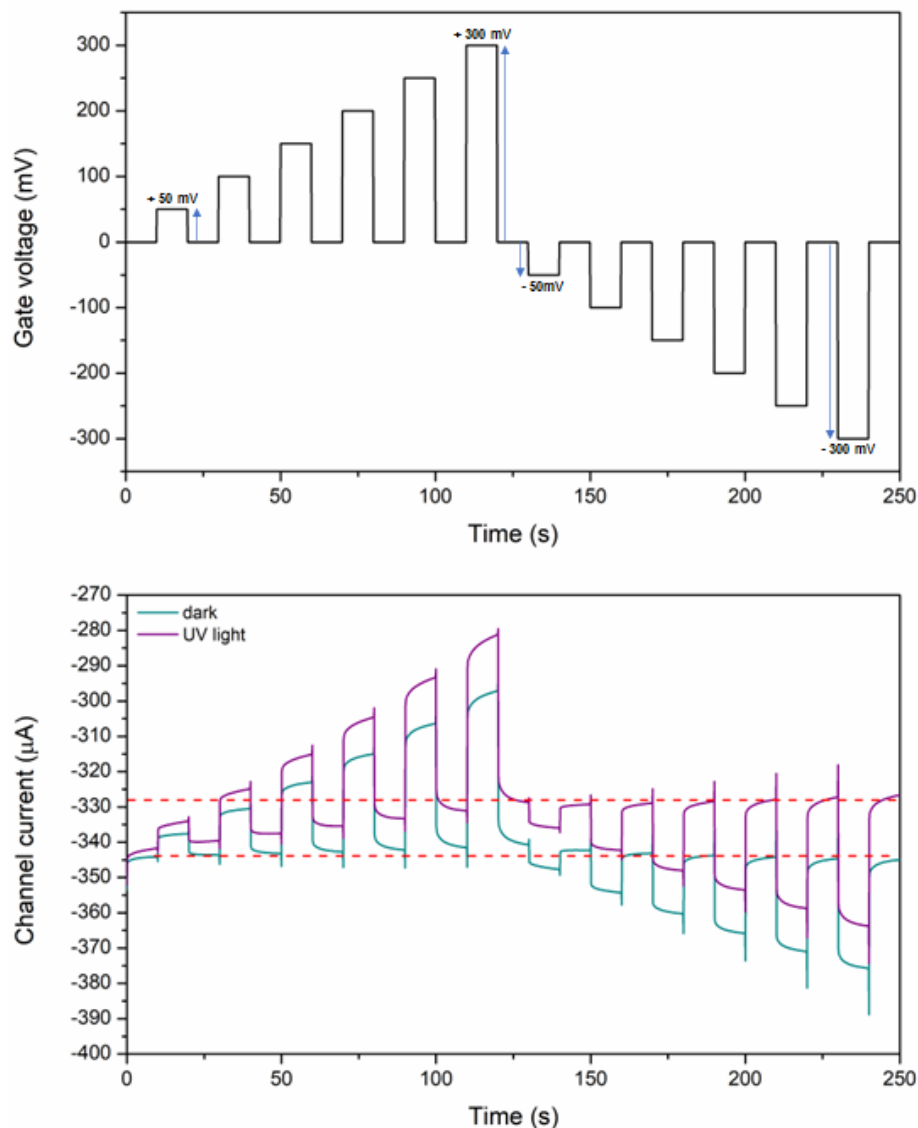 + 300 mV
300
200
+ 50 mV
100
0
- 50mV
-100
-200
-300
- 300 mV
Gate voltage (mV)
0 50 100 150 200 250
Time (s)
-270
dark
-280
UV light
-290
-300
-310
-320
-330
-340
-350
-360
-370
-380
-390
-400
Channel current (µA)
0 50 100 150 200 250
Time (s)